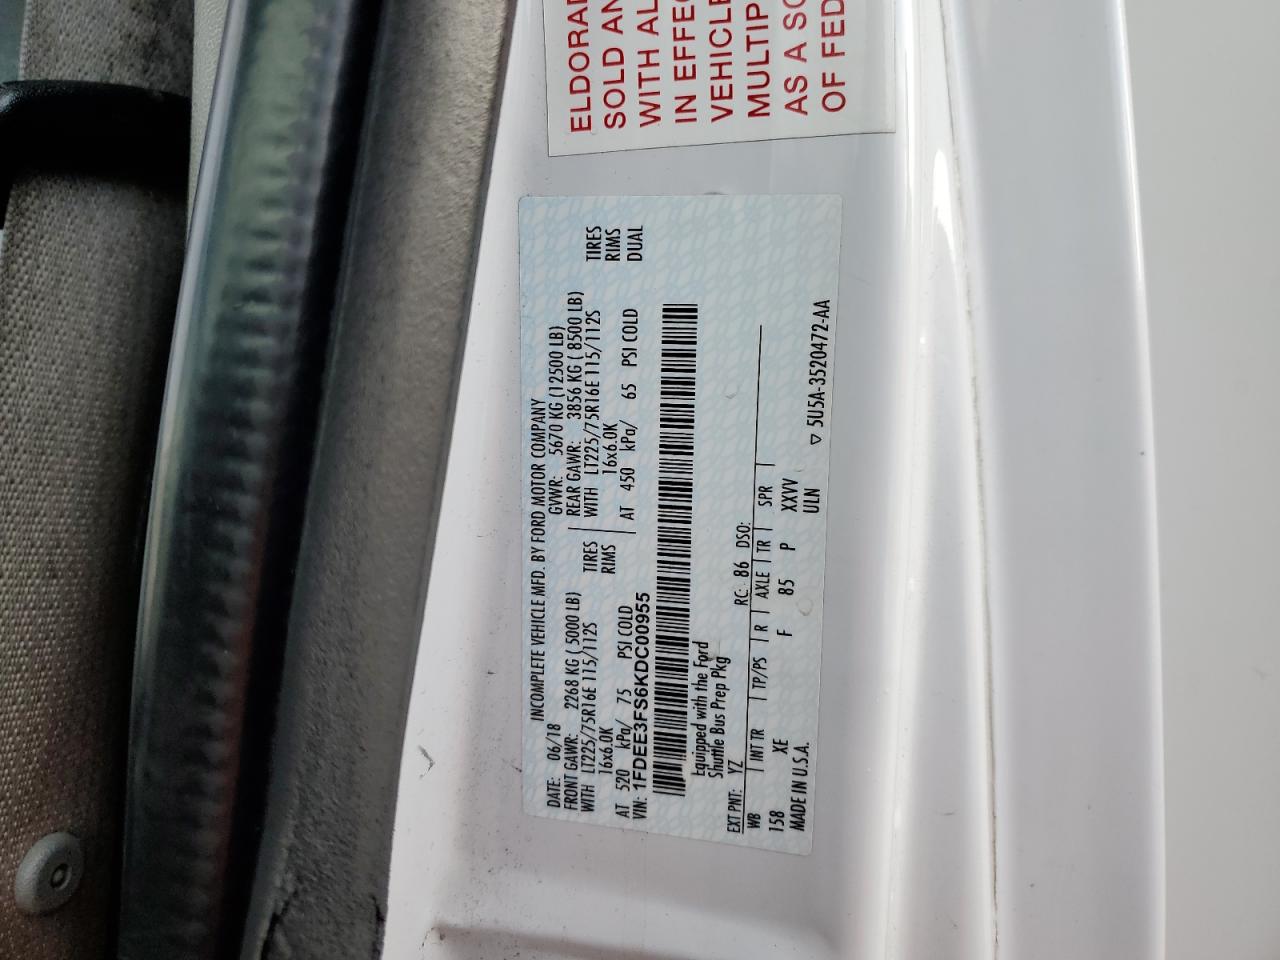 ELDORAD
SOLD AN
WITH AL
IN EFFEC
VEHICLE
MULTIP
AS A SC
OF FED
INCOMPLETE VEHICLE MFD. BY FORD MOTOR COMPANY
DATE: 06/18 GVWR: 5670 KG (12500 LB)
FRONT GAWR: 2268 KG ( 5000 LB) REAR GAWR: 3856 KG ( 8500 LB)
WITH LT225/75R16E 115/112S TIRES WITH LT225/75R16E 115/112S TIRES
16x6.0K RIMS 16x6.0K RIMS
AT 520 kPa/ 75 PSI COLD AT 450 kPa/ 65 PSI COLD DUAL
VIN: 1FDEE3FS6KDC00955
Equipped with the Ford
Shuttle Bus Prep Pkg
EXT PNT: YZ RC: 86 DSO:
WB INT TR TP/PS R AXLE TR SPR
158 XE F 85 P XXVV
MADE IN U.S.A. ULN
▽ 5U5A-3520472-AA